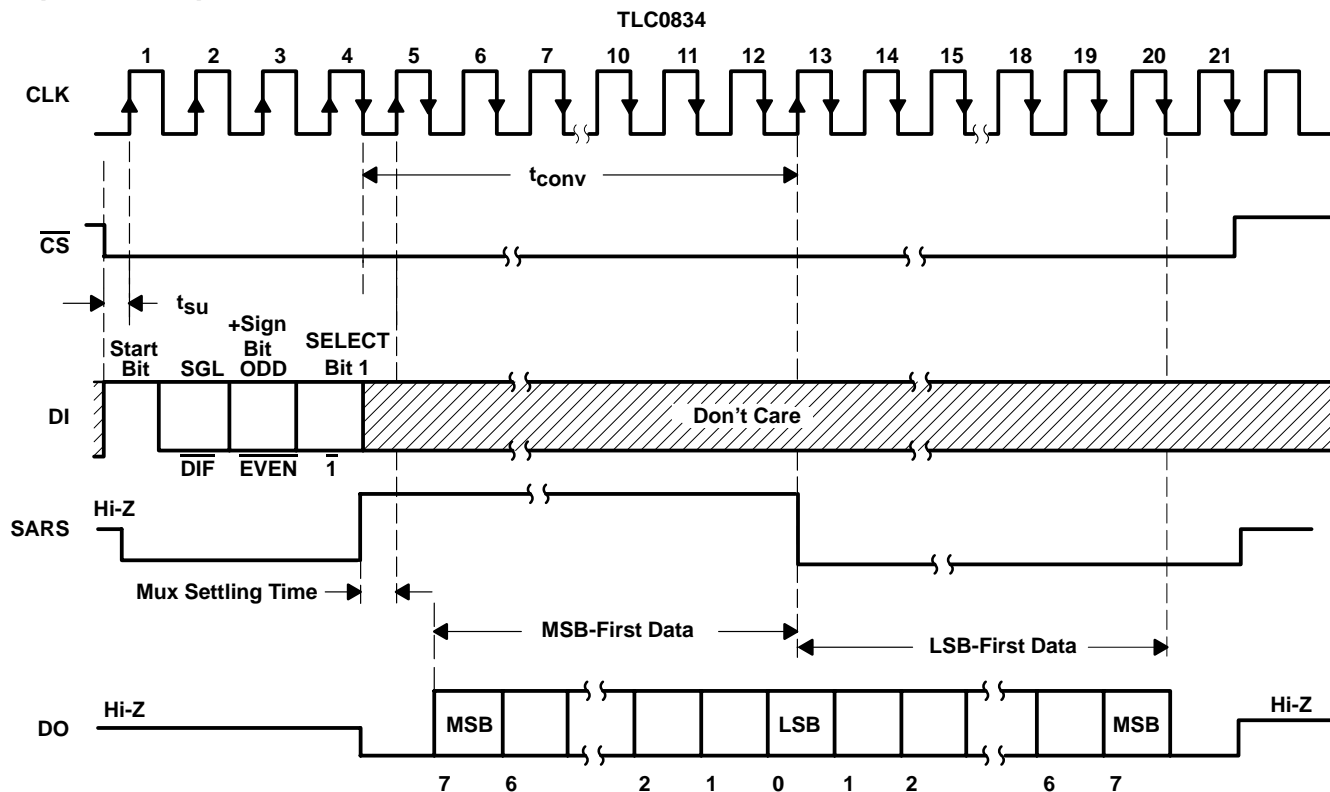 TLC0834
1 2 3 4 5 6 7 10 11 12 13 14 15 18 19 20 21
CLK
tconv
CS
tsu
Start
Bit
SGL
+Sign
Bit
ODD
SELECT
Bit 1
DI
Don't Care
DIF
EVEN
1
Hi-Z
SARS
Mux Settling Time
MSB-First Data
LSB-First Data
Hi-Z
Hi-Z
DO
MSB
LSB
MSB
7 6 2 1 0 1 2 6 7